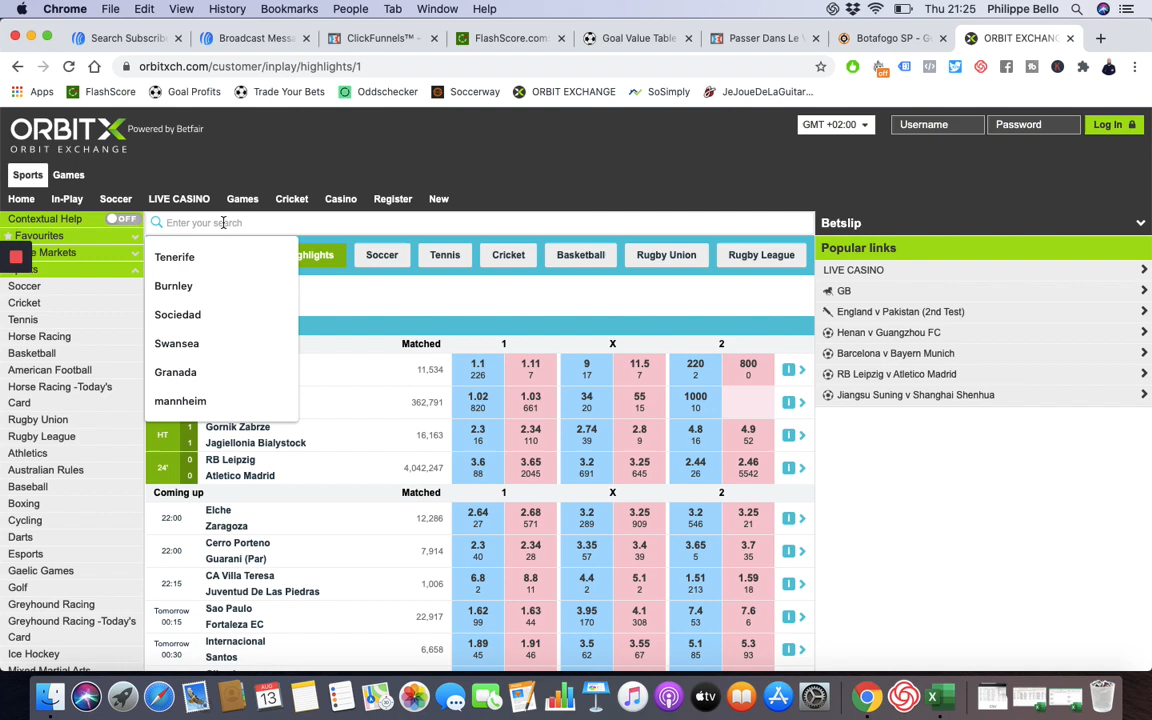 Chrome File Edit View History Bookmarks People Tab Window Help Thu 21:25 Philippe Bello
Search Subscrib Broadcast Messa ClickFunnels™ - FlashScore.com: Goal Value Table Passer Dans Le Botafogo SP - Gu ORBIT EXCHANG
orbitxch.com/customer/inplay/highlights/1
off
Apps FlashScore Goal Profits Trade Your Bets Oddschecker Soccerway ORBIT EXCHANGE SoSimply JeJoueDeLaGuitar...
ORBITX Powered by Betfair
ORBIT EXCHANGE
GMT +02:00 Username Password Log In
Sports Games
Home In-Play Soccer LIVE CASINO Games Cricket Casino Register New
Contextual Help OFF
Favourites
Markets
Soccer
Cricket
Tennis
Horse Racing
Basketball
American Football
Horse Racing -Today's
Card
Rugby Union
Rugby League
Athletics
Australian Rules
Baseball
Boxing
Cycling
Darts
Esports
Gaelic Games
Golf
Greyhound Racing
Greyhound Racing -Today's
Card
Ice Hockey
Mixed Martial Arts
Enter your search
Tenerife
Burnley
Sociedad
Swansea
Granada
mannheim
ghlights Soccer Tennis Cricket Basketball Rugby Union Rugby League
Matched 1 X 2
11,534 1.1 1.11 9 11.5 220 800
226 7 17 7 2 0
362,791 1.02 1.03 34 55 1000
820 661 20 15 10
HT 1 1 Gornik Zabrze
Jagiellonia Bialystock
16,163 2.3 2.34 2.74 2.8 4.8 4.9
16 110 39 9 16 52
24' 0 0 RB Leipzig
Atletico Madrid
4,042,247 3.6 3.65 3.2 3.25 2.44 2.46
88 2045 691 645 26 5542
Coming up Matched 1 X 2
22:00 Elche
Zaragoza
12,286 2.64 2.68 3.2 3.25 3.2 3.25
27 571 289 909 546 21
22:00 Cerro Porteno
Guarani (Par)
7,914 2.3 2.34 3.35 3.4 3.65 3.7
40 28 57 39 5 35
22:15 CA Villa Teresa
Juventud De Las Piedras
1,006 6.8 8.8 4.4 5.1 1.51 1.59
2 11 2 2 213 18
Tomorrow
00:15
Sao Paulo
Fortaleza EC
22,917 1.62 1.63 3.95 4.1 7.4 7.6
99 44 170 308 53 6
Tomorrow
00:30
Internacional
Santos
6,658 1.89 1.91 3.5 3.55 5.1 5.3
45 46 62 67 85 93
Betslip
Popular links
LIVE CASINO
GB
England v Pakistan (2nd Test)
Henan v Guangzhou FC
Barcelona v Bayern Munich
RB Leipzig v Atletico Madrid
Jiangsu Suning v Shanghai Shenhua
AUG
13
tv